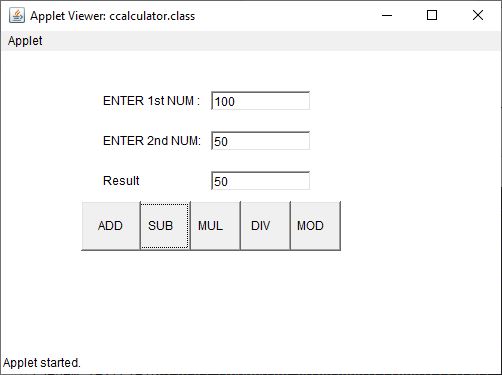 Applet Viewer: ccalculator.class
Applet
ENTER 1st NUM : 100
ENTER 2nd NUM: 50
Result 50
ADD SUB MUL DIV MOD
Applet started.